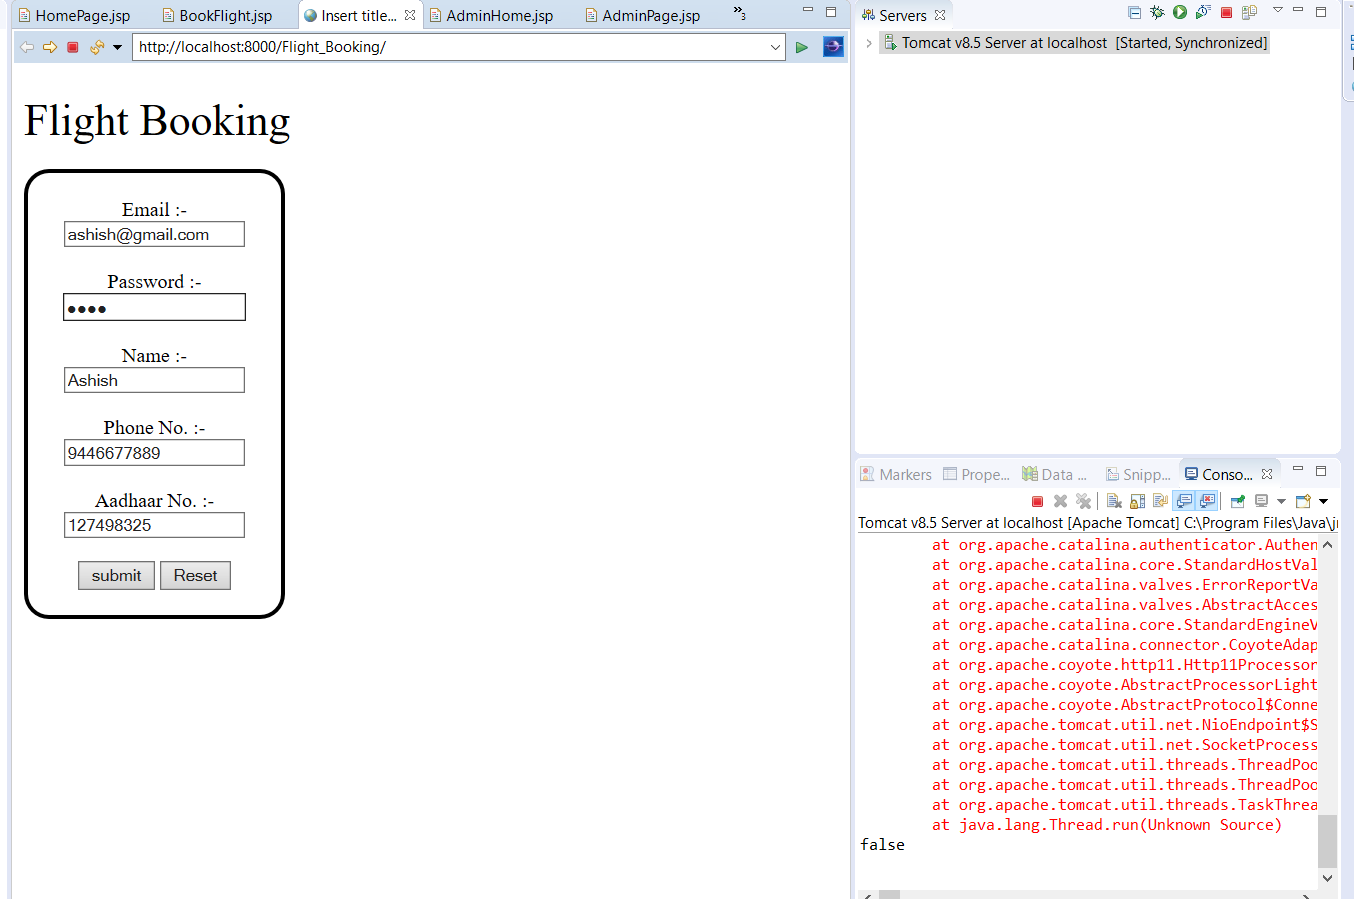 HomePage.jsp BookFlight.jsp Insert title... AdminHome.jsp AdminPage.jsp »3
http://localhost:8000/Flight_Booking/
Flight Booking
Email :-
ashish@gmail.com
Password :-
●●●●
Name :-
Ashish
Phone No. :-
9446677889
Aadhaar No. :-
127498325
submit Reset
Servers
Tomcat v8.5 Server at localhost [Started, Synchronized]
Markers Prope... Data ... Snipp... Conso...
Tomcat v8.5 Server at localhost [Apache Tomcat] C:\Program Files\Java\jr
at org.apache.catalina.authenticator.Authen
at org.apache.catalina.core.StandardHostVal
at org.apache.catalina.valves.ErrorReportVa
at org.apache.catalina.valves.AbstractAcces
at org.apache.catalina.core.StandardEngineV
at org.apache.catalina.connector.CoyoteAdap
at org.apache.coyote.http11.Http11Processor
at org.apache.coyote.AbstractProcessorLight
at org.apache.coyote.AbstractProtocol$Conne
at org.apache.tomcat.util.net.NioEndpoint$S
at org.apache.tomcat.util.net.SocketProcess
at org.apache.tomcat.util.threads.ThreadPoo
at org.apache.tomcat.util.threads.ThreadPoo
at org.apache.tomcat.util.threads.TaskThrea
at java.lang.Thread.run(Unknown Source)
false